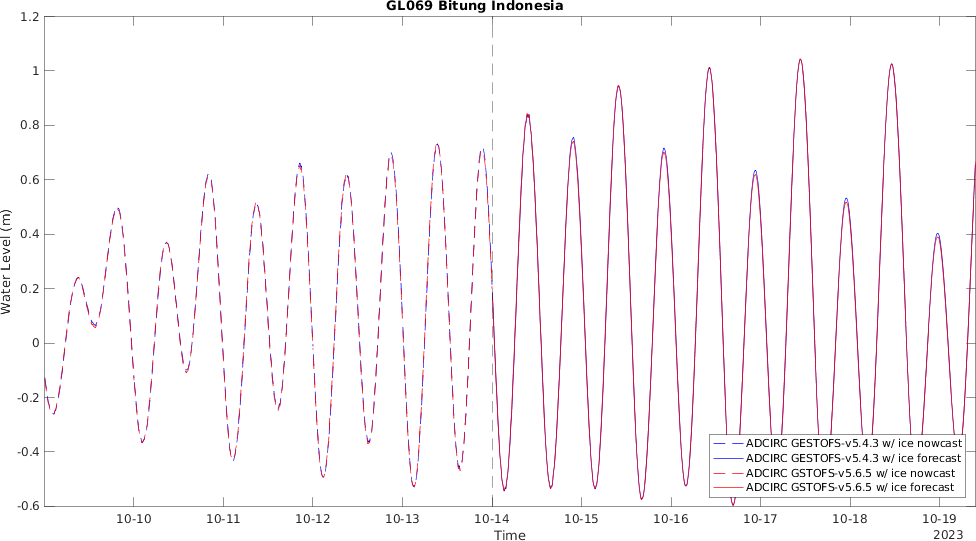 GL069 Bitung Indonesia
1.2
1
0.8
0.6
0.4
0.2
0
-0.2
-0.4
-0.6
Water Level (m)
ADCIRC GESTOFS-v5.4.3 w/ ice nowcast
ADCIRC GESTOFS-v5.4.3 w/ ice forecast
ADCIRC GSTOFS-v5.6.5 w/ ice nowcast
ADCIRC GSTOFS-v5.6.5 w/ ice forecast
10-10 10-11 10-12 10-13 10-14 10-15 10-16 10-17 10-18 10-19
Time 2023